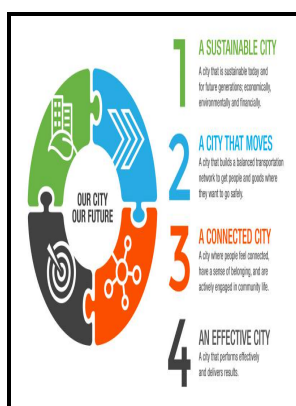 OUR CITY
OUR FUTURE
1
A SUSTAINABLE CITY
A city that is sustainable today and
for future generations; economically,
environmentally and financially.
2
A CITY THAT MOVES
A city that builds a balanced transportation
network to get people and goods where
they want to go safely.
3
A CONNECTED CITY
A city where people feel connected,
have a sense of belonging, and are
actively engaged in community life.
4
AN EFFECTIVE CITY
A city that performs effectively
and delivers results.